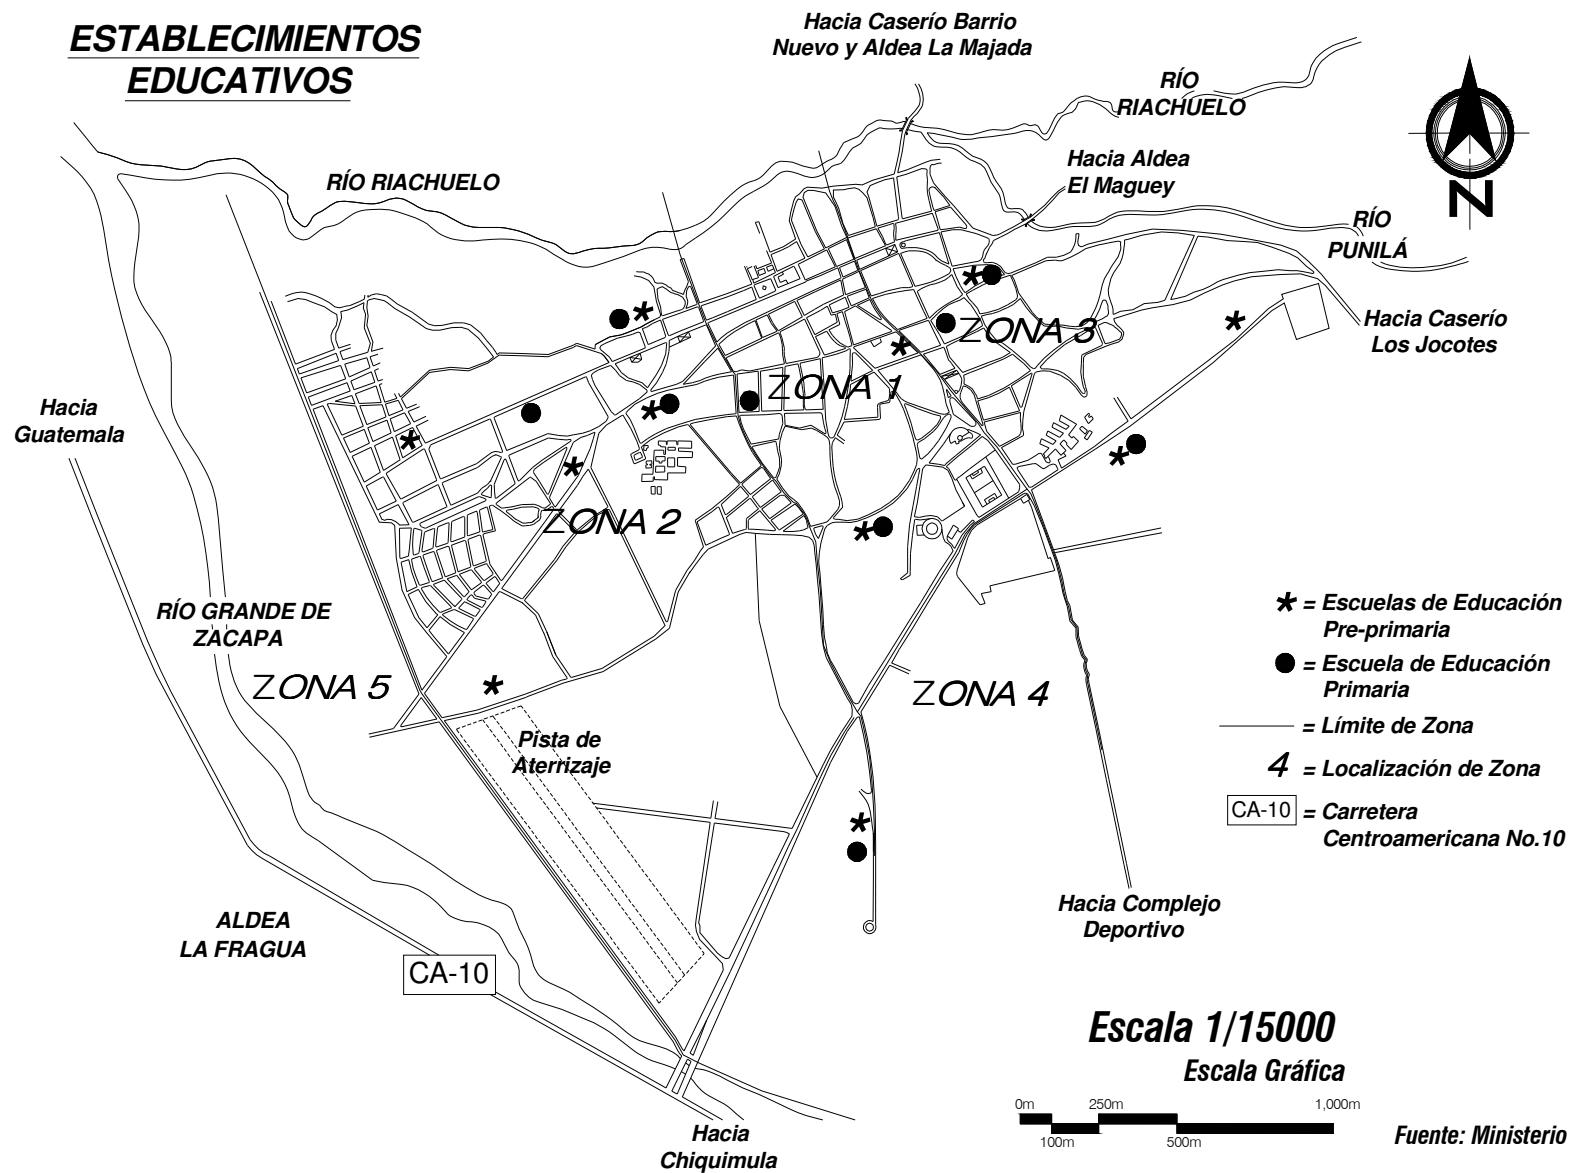 ESTABLECIMIENTOS
EDUCATIVOS
Hacia Caserío Barrio
Nuevo y Aldea La Majada
RÍO
RIACHUELO
Hacia Aldea
El Maguey
RÍO RIACHUELO
RÍO
PUNILÁ
N
Hacia Caserío
Los Jocotes
ZONA 3
ZONA 1
Hacia
Guatemala
ZONA 2
RÍO GRANDE DE
ZACAPA
ZONA 5
ZONA 4
Pista de
Aterrizaje
* = Escuelas de Educación
Pre-primaria
● = Escuela de Educación
Primaria
= Límite de Zona
4 = Localización de Zona
CA-10 = Carretera
Centroamericana No.10
Hacia Complejo
Deportivo
ALDEA
LA FRAGUA
CA-10
Escala 1/15000
Escala Gráfica
0m 250m 1,000m
100m 500m
Fuente: Ministerio
Hacia
Chiquimula